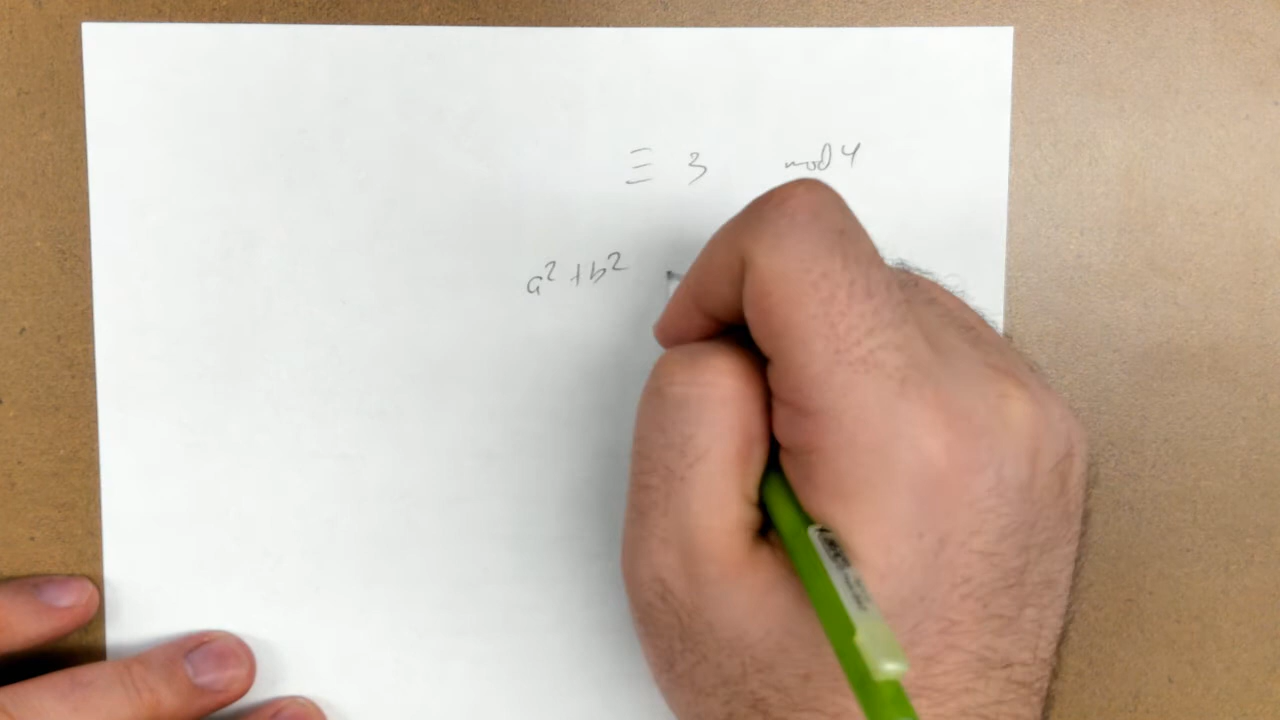 ≡ 3 mod 4
a² + b²